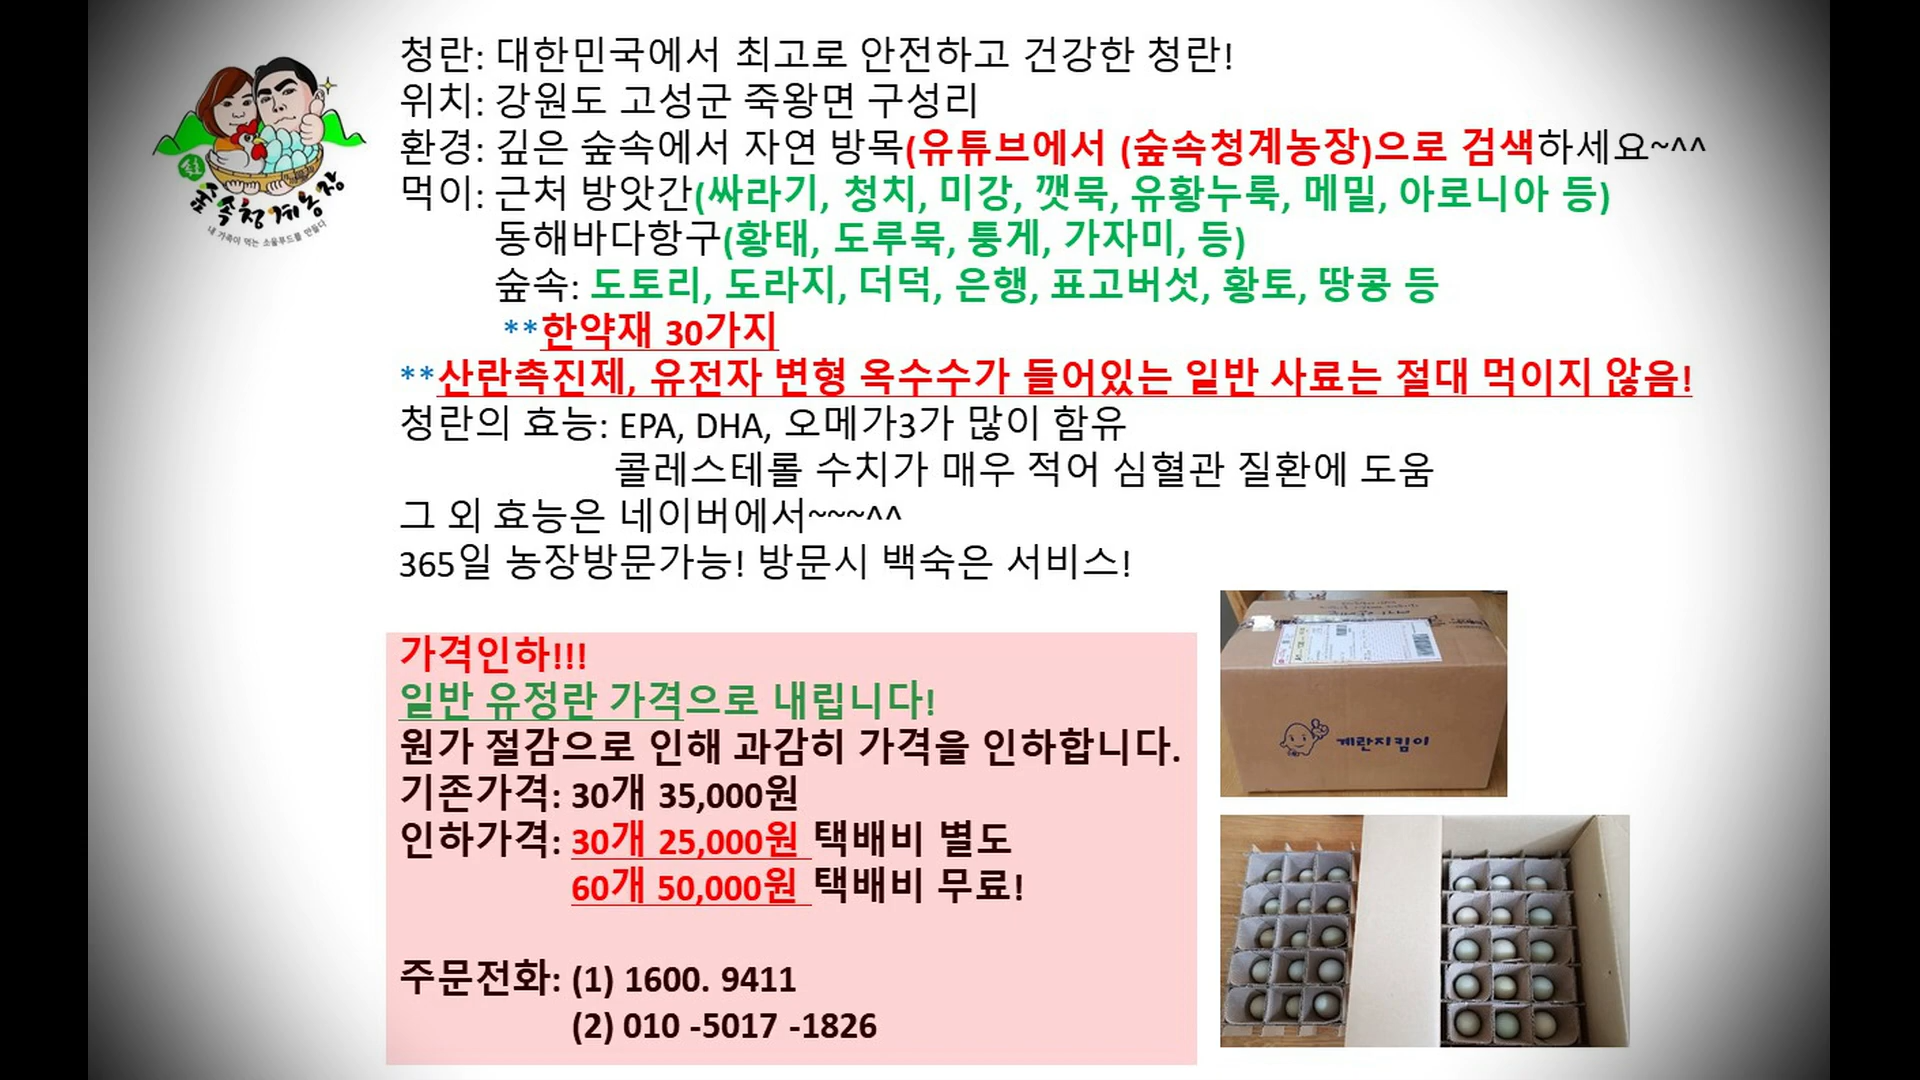 청란: 대한민국에서 최고로 안전하고 건강한 청란!
위치: 강원도 고성군 죽왕면 구성리
환경: 깊은 숲속에서 자연 방목(유튜브에서 (숲속청계농장)으로 검색하세요~^^
먹이: 근처 방앗간(싸라기, 청치, 미강, 깻묵, 유황누룩, 메밀, 아로니아 등)
동해바다항구(황태, 도루묵, 통게, 가자미, 등)
숲속: 도토리, 도라지, 더덕, 은행, 표고버섯, 황토, 땅콩 등
**한약재 30가지
**산란촉진제, 유전자 변형 옥수수가 들어있는 일반 사료는 절대 먹이지 않음!
청란의 효능: EPA, DHA, 오메가3가 많이 함유
콜레스테롤 수치가 매우 적어 심혈관 질환에 도움
그 외 효능은 네이버에서~~~^^
365일 농장방문가능! 방문시 백숙은 서비스!
숲속청계농장
내 가족이 먹는 소울푸드를 만들다
가격인하!!!
일반 유정란 가격으로 내립니다!
원가 절감으로 인해 과감히 가격을 인하합니다.
기존가격: 30개 35,000원
인하가격: 30개 25,000원 택배비 별도
60개 50,000원 택배비 무료!
주문전화: (1) 1600. 9411
(2) 010 -5017 -1826
계란지킴이